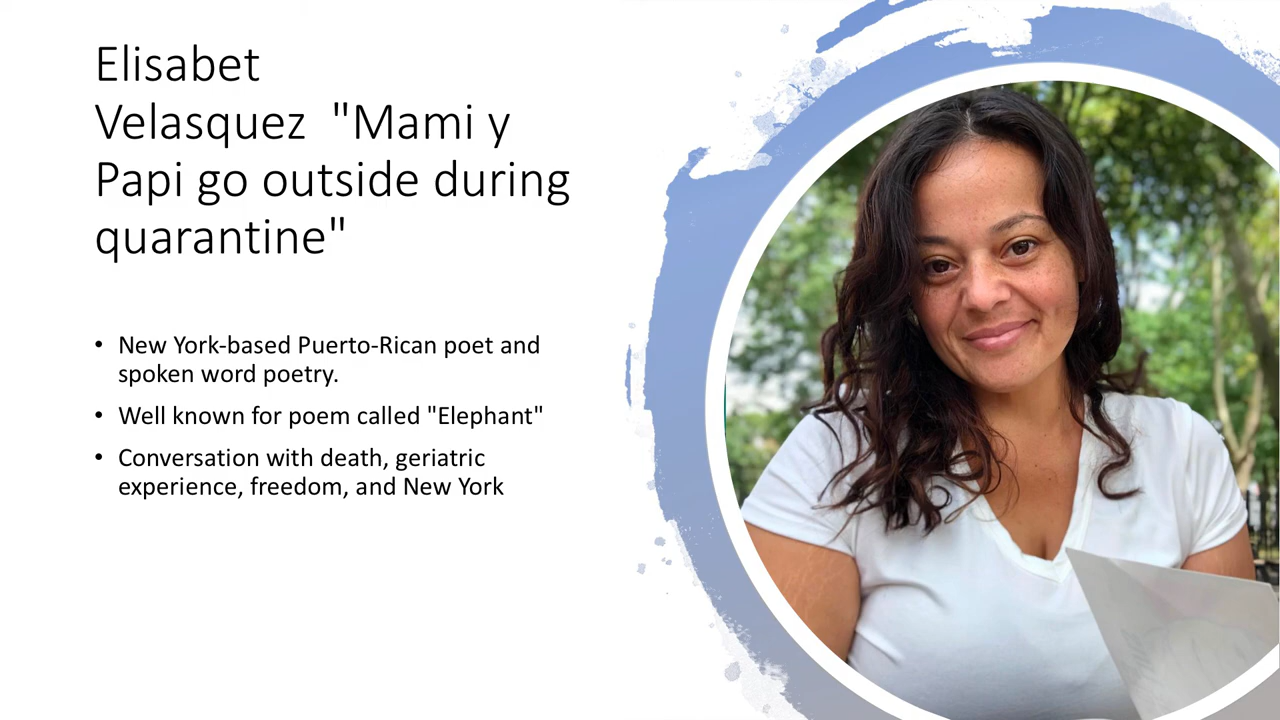 Elisabet
Velasquez  "Mami y
Papi go outside during
quarantine"
• New York-based Puerto-Rican poet and
spoken word poetry.
• Well known for poem called "Elephant"
• Conversation with death, geriatric
experience, freedom, and New York